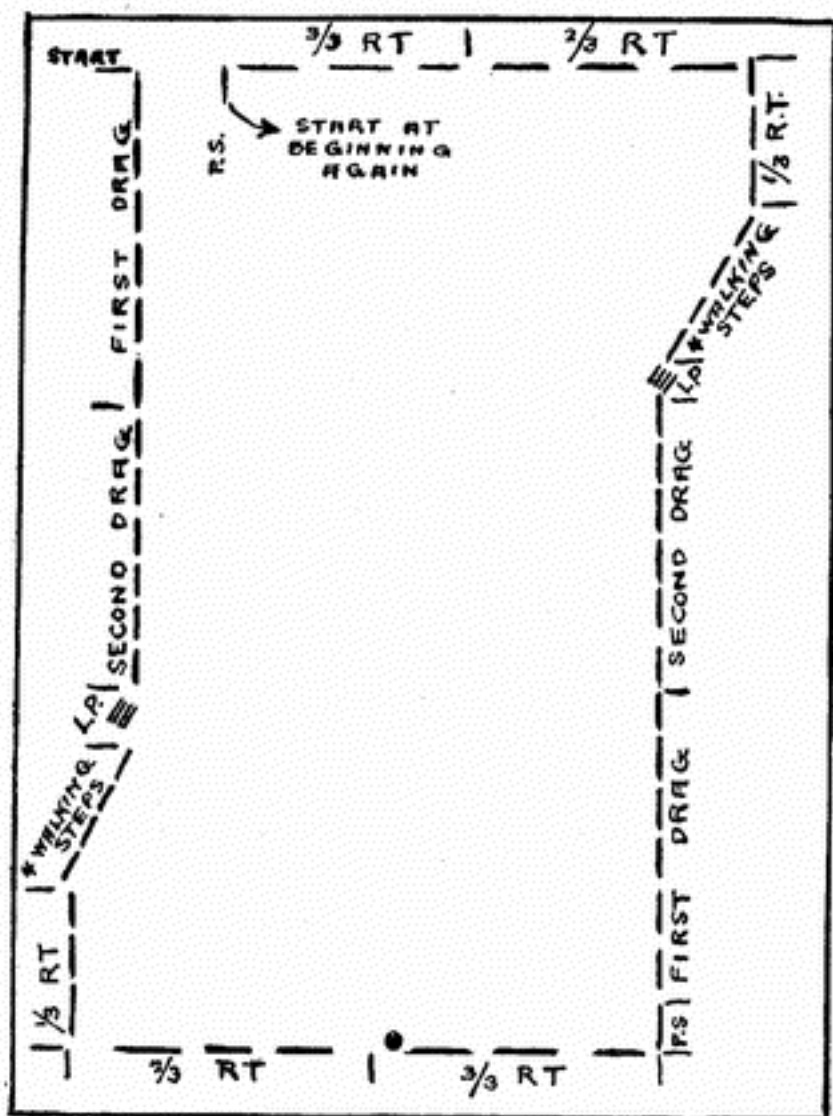 START
FIRST DRAG
SECOND DRAG
L.P.
*WALKING
STEPS
1/3 RT
2/3 RT
3/3 RT
P.S
FIRST DRAG
SECOND DRAG
L.P.
*WALKING
STEPS
1/3 R.T.
2/3 RT
3/3 RT
P.S.
START AT
BEGINNING
AGAIN